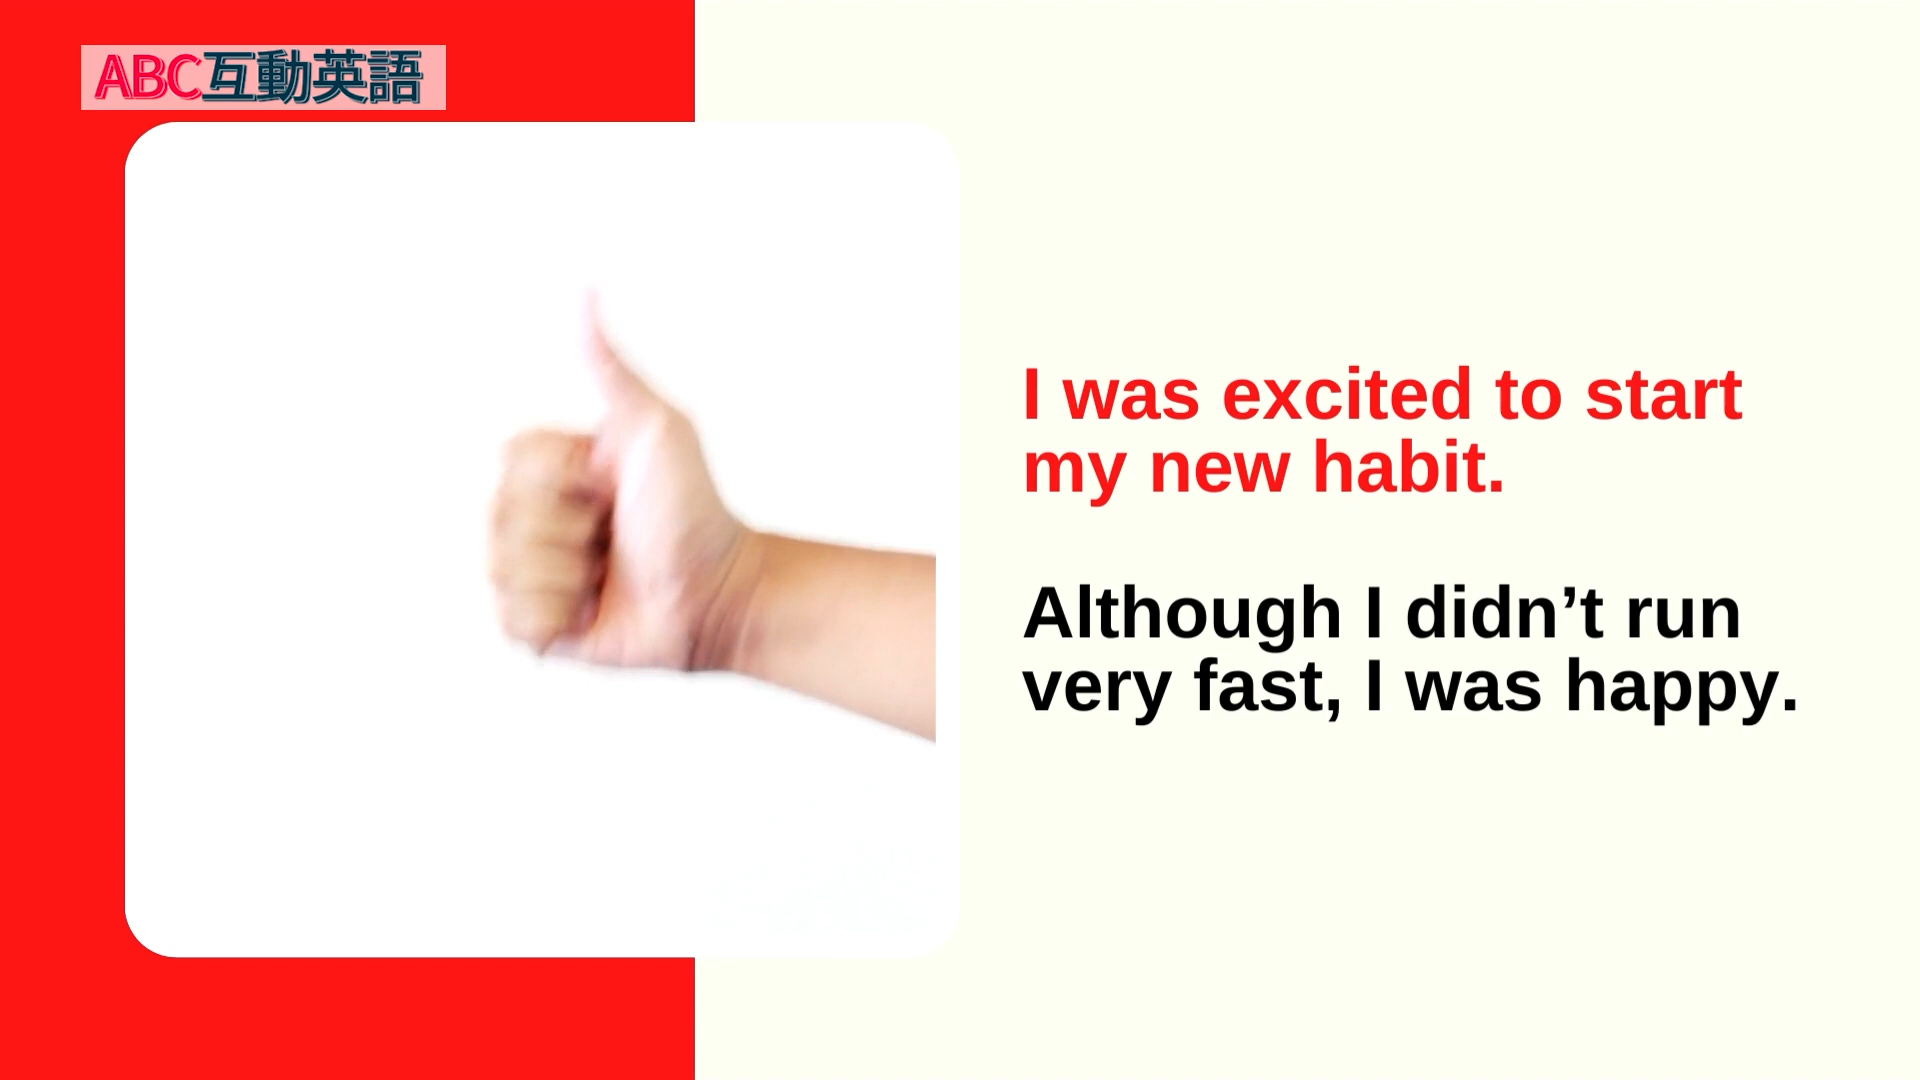 ABC互動英語
I was excited to start
my new habit.
Although I didn’t run
very fast, I was happy.